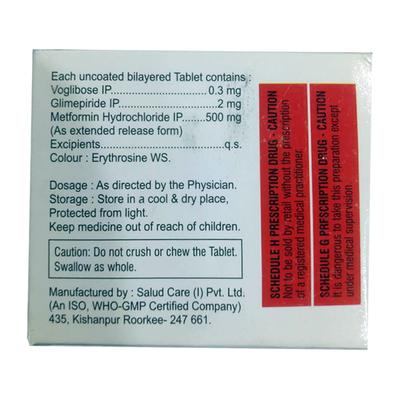 Each uncoated bilayered Tablet contains :
Voglibose IP..................0.3 mg
Glimepiride IP..................2 mg
Metformin Hydrochloride IP......500 mg
(As extended release form)
Excipients..................q.s.
Colour : Erythrosine WS.
Dosage : As directed by the Physician.
Storage : Store in a cool & dry place,
Protected from light.
Keep medicine out of reach of children.
Caution: Do not crush or chew the Tablet.
Swallow as whole.
Manufactured by : Salud Care (I) Pvt. Ltd.
(An ISO, WHO-GMP Certified Company)
435, Kishanpur Roorkee- 247 661.
SCHEDULE H PRESCRIPTION DRUG - CAUTION
Not to be sold by retail without the prescription
of a registered medical practitioner.
SCHEDULE G PRESCRIPTION DRUG - CAUTION
It is dangerous to take this preparation except
under medical supervision.